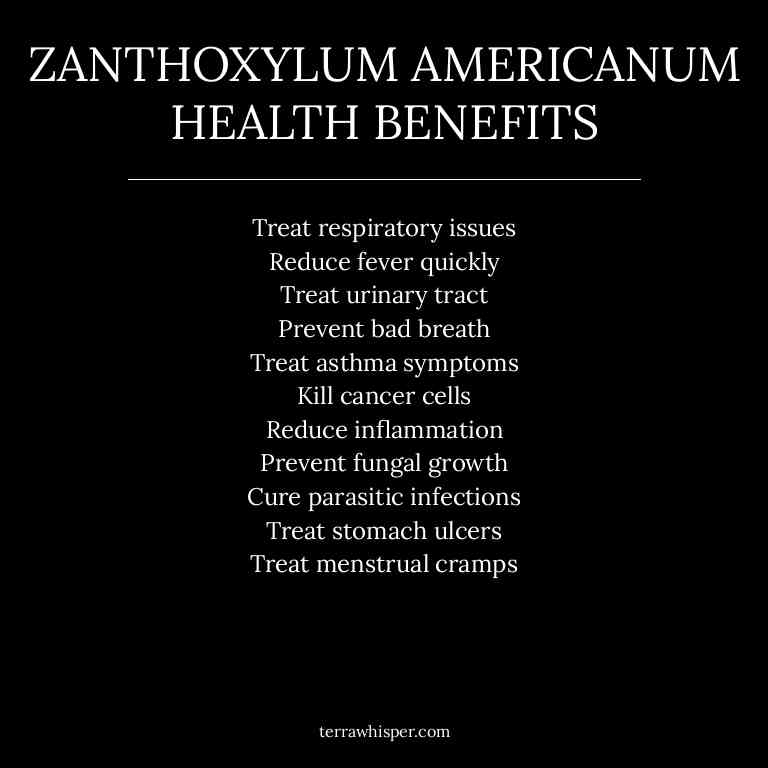 ZANTHOXYLUM AMERICANUM
HEALTH BENEFITS
Treat respiratory issues
Reduce fever quickly
Treat urinary tract
Prevent bad breath
Treat asthma symptoms
Kill cancer cells
Reduce inflammation
Prevent fungal growth
Cure parasitic infections
Treat stomach ulcers
Treat menstrual cramps
terrawhisper.com